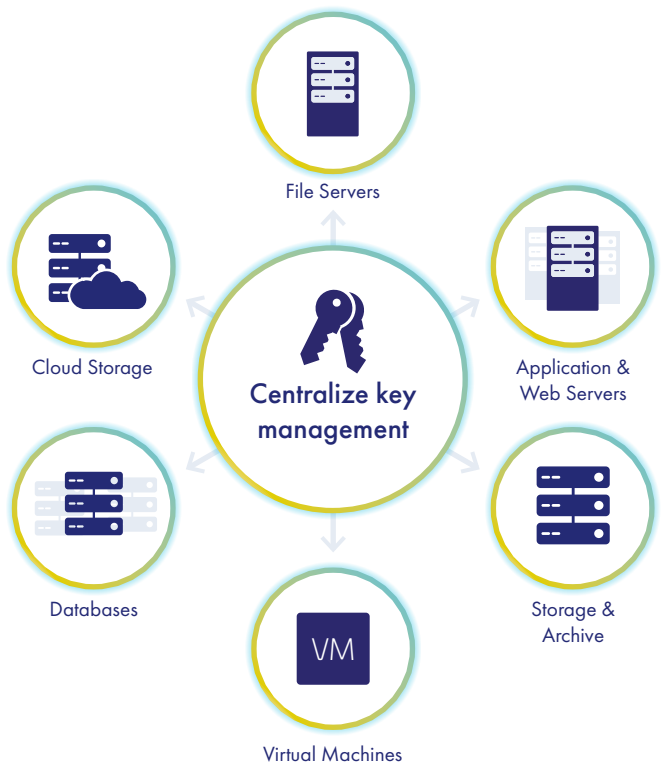 File Servers
Cloud Storage
Application &
Web Servers
Centralize key
management
Databases
Storage &
Archive
VM
Virtual Machines